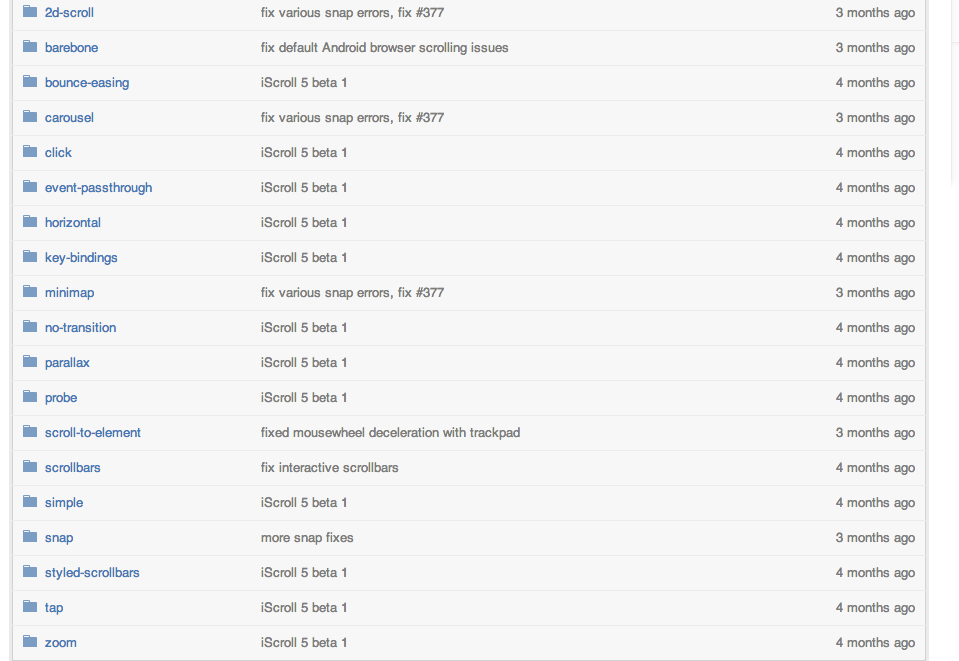 2d-scroll fix various snap errors, fix #377 3 months ago
barebone fix default Android browser scrolling issues 3 months ago
bounce-easing iScroll 5 beta 1 4 months ago
carousel fix various snap errors, fix #377 3 months ago
click iScroll 5 beta 1 4 months ago
event-passthrough iScroll 5 beta 1 4 months ago
horizontal iScroll 5 beta 1 4 months ago
key-bindings iScroll 5 beta 1 4 months ago
minimap fix various snap errors, fix #377 3 months ago
no-transition iScroll 5 beta 1 4 months ago
parallax iScroll 5 beta 1 4 months ago
probe iScroll 5 beta 1 4 months ago
scroll-to-element fixed mousewheel deceleration with trackpad 3 months ago
scrollbars fix interactive scrollbars 4 months ago
simple iScroll 5 beta 1 4 months ago
snap more snap fixes 3 months ago
styled-scrollbars iScroll 5 beta 1 4 months ago
tap iScroll 5 beta 1 4 months ago
zoom iScroll 5 beta 1 4 months ago